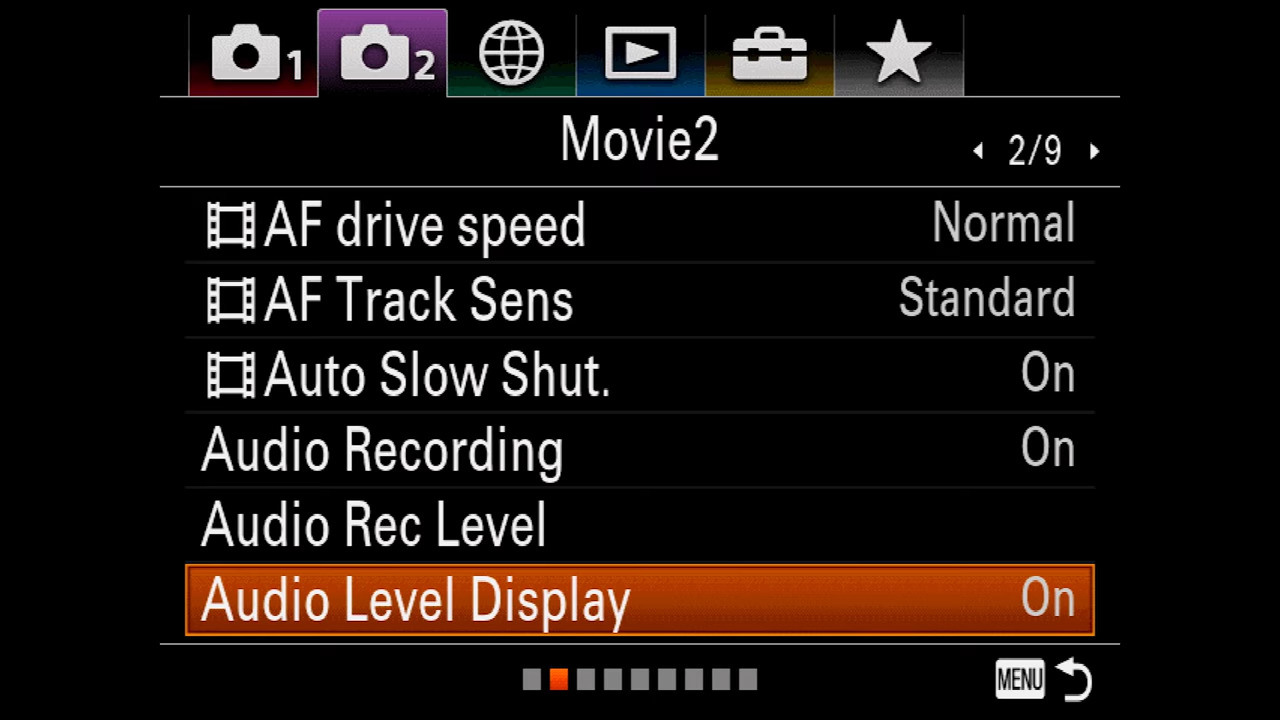 1 2
Movie2 2/9
AF drive speed Normal
AF Track Sens Standard
Auto Slow Shut. On
Audio Recording On
Audio Rec Level
Audio Level Display On
MENU